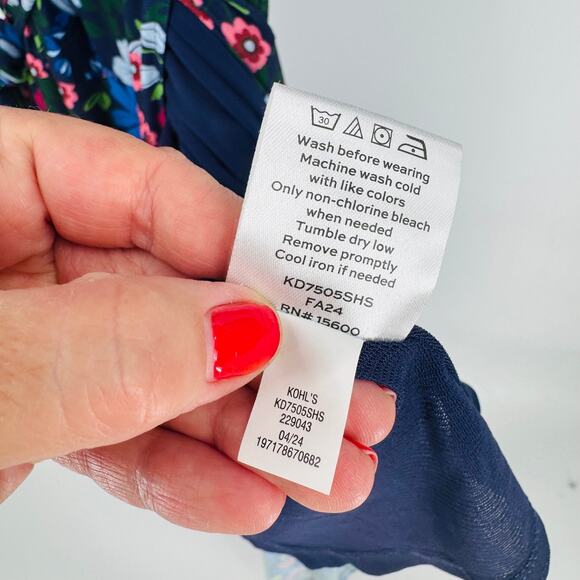 30
Wash before wearing
Machine wash cold
with like colors
Only non-chlorine bleach
when needed
Tumble dry low
Remove promptly
Cool iron if needed
KD7505SHS
FA24
RN# 15600
KOHL'S
KD7505SHS
229043
04/24
197178670682